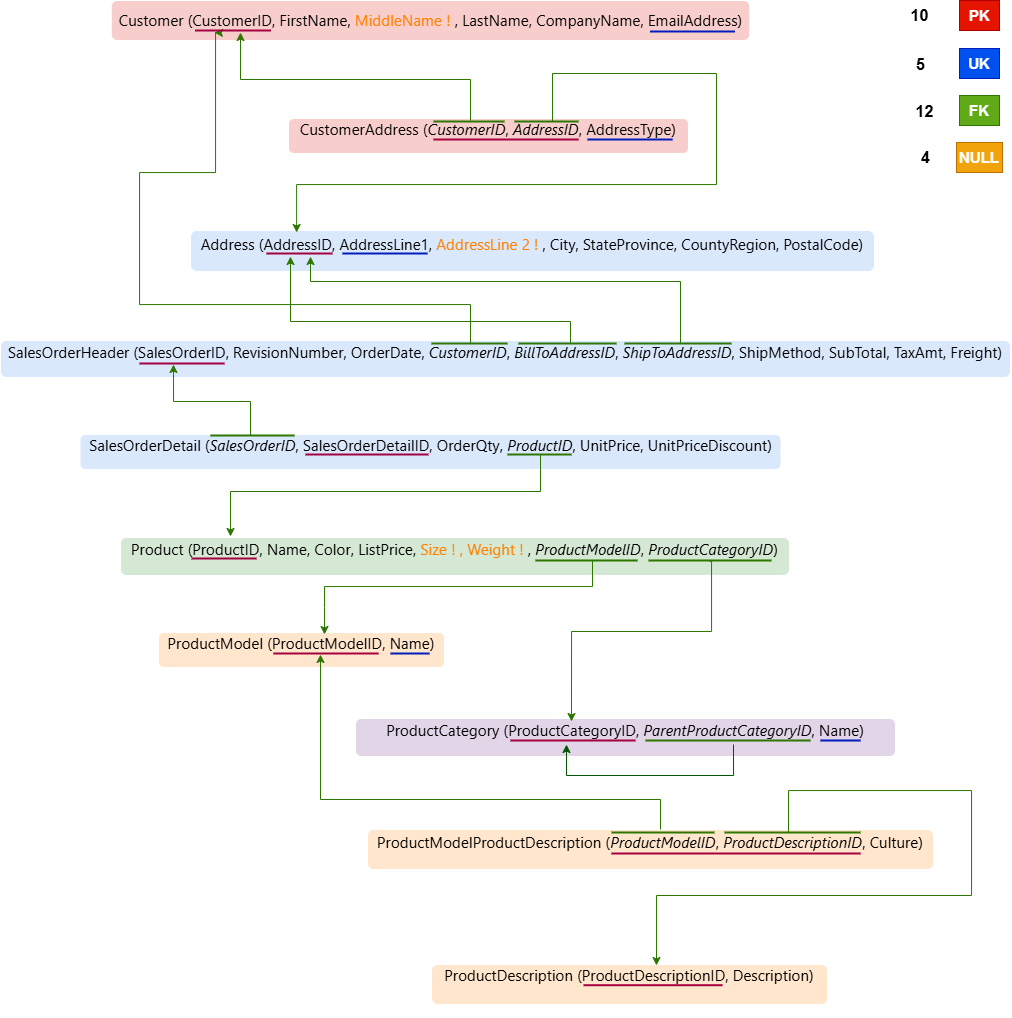 Customer (CustomerID, FirstName, MiddleName ! , LastName, CompanyName, EmailAddress)
10 PK
5 UK
12 FK
4 NULL
CustomerAddress (CustomerID, AddressID, AddressType)
Address (AddressID, AddressLine1, AddressLine 2 ! , City, StateProvince, CountyRegion, PostalCode)
SalesOrderHeader (SalesOrderID, RevisionNumber, OrderDate, CustomerID, BillToAddressID, ShipToAddressID, ShipMethod, SubTotal, TaxAmt, Freight)
SalesOrderDetail (SalesOrderID, SalesOrderDetailID, OrderQty, ProductID, UnitPrice, UnitPriceDiscount)
Product (ProductID, Name, Color, ListPrice, Size ! , Weight ! , ProductModelID, ProductCategoryID)
ProductModel (ProductModelID, Name)
ProductCategory (ProductCategoryID, ParentProductCategoryID, Name)
ProductModelProductDescription (ProductModelID, ProductDescriptionID, Culture)
ProductDescription (ProductDescriptionID, Description)